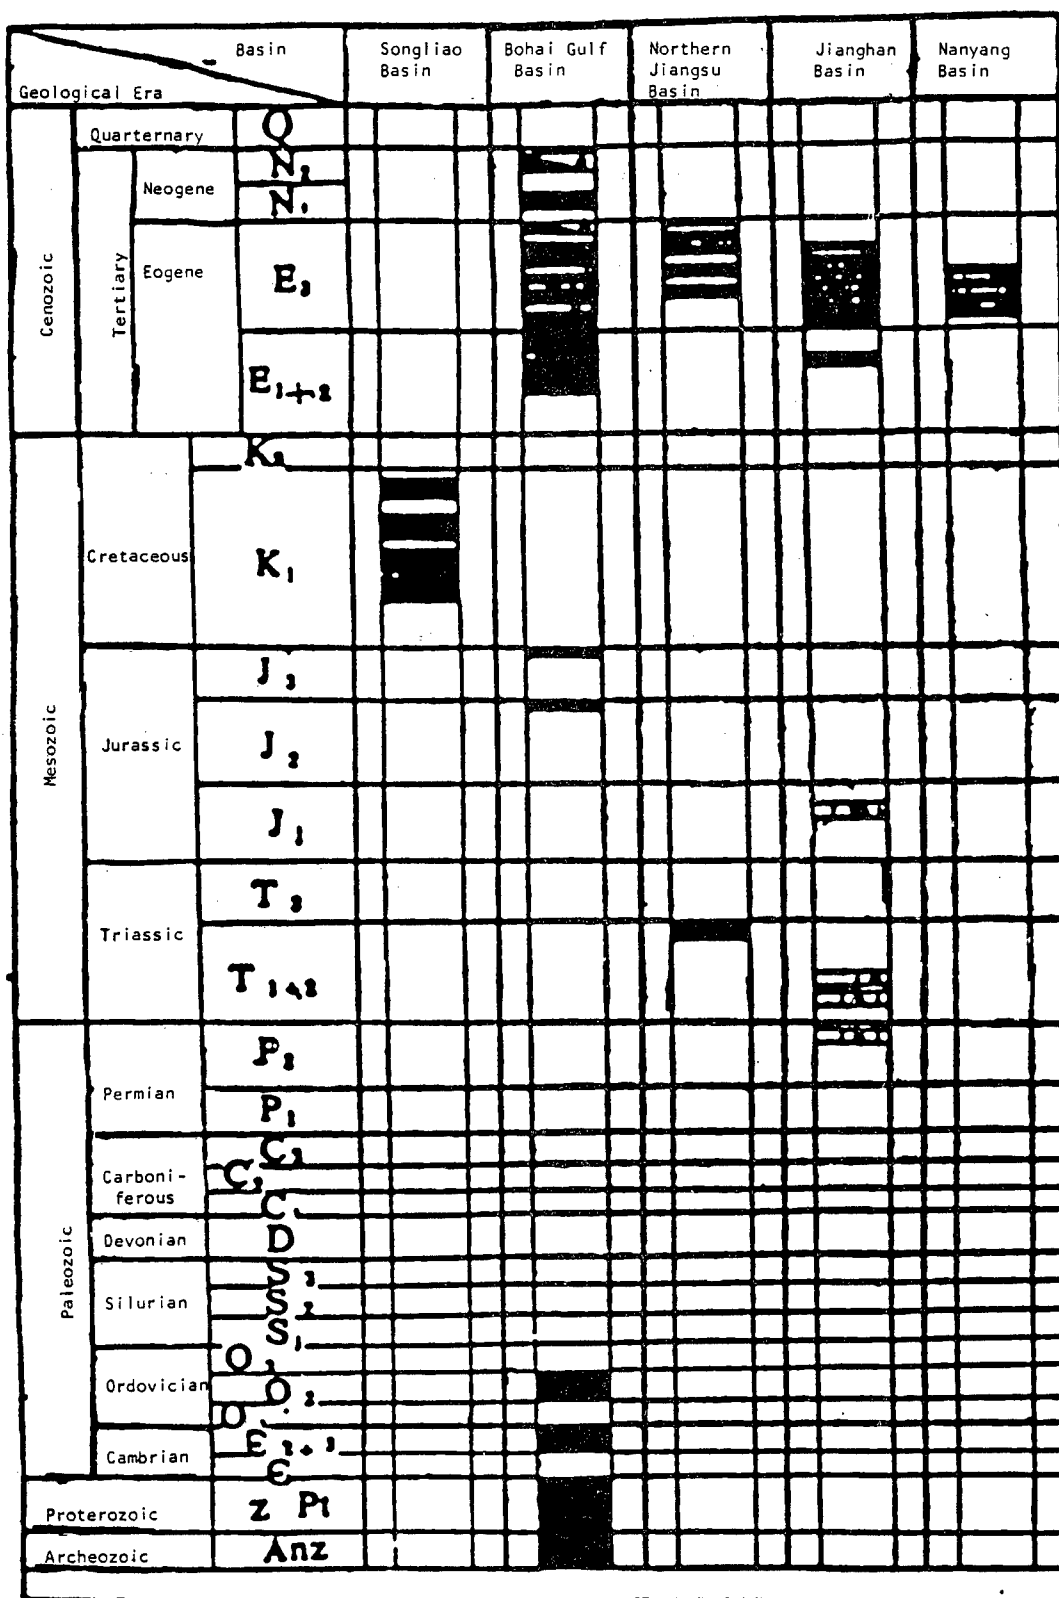 Basin
Geological Era
Songliao
Basin
Bohai Gulf
Basin
Northern
Jiangsu
Basin
Jianghan
Basin
Nanyang
Basin
Cenozoic
Quarternary
Q
Tertiary
Neogene
N₂
N₁
Eogene
E₃
E₁₊₂
Mesozoic
Cretaceous
K₂
K₁
Jurassic
J₃
J₂
J₁
Triassic
T₃
T₁₊₂
Paleozoic
Permian
P₂
P₁
Carboni-
ferous
C₃
C₂
C₁
Devonian
D
Silurian
S₃
S₂
S₁
Ordovician
O₃
O₂
O
Cambrian
Є₂₊₃
Є
Proterozoic
Z Pt
Archeozoic
Anz